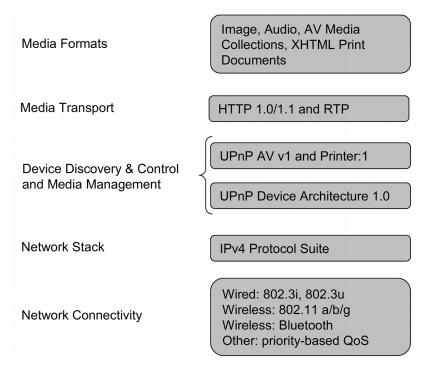 Media Formats
Image, Audio, AV Media
Collections, XHTML Print
Documents
Media Transport
HTTP 1.0/1.1 and RTP
Device Discovery & Control
and Media Management
UPnP AV v1 and Printer:1
UPnP Device Architecture 1.0
Network Stack
IPv4 Protocol Suite
Network Connectivity
Wired: 802.3i, 802.3u
Wireless: 802.11 a/b/g
Wireless: Bluetooth
Other: priority-based QoS